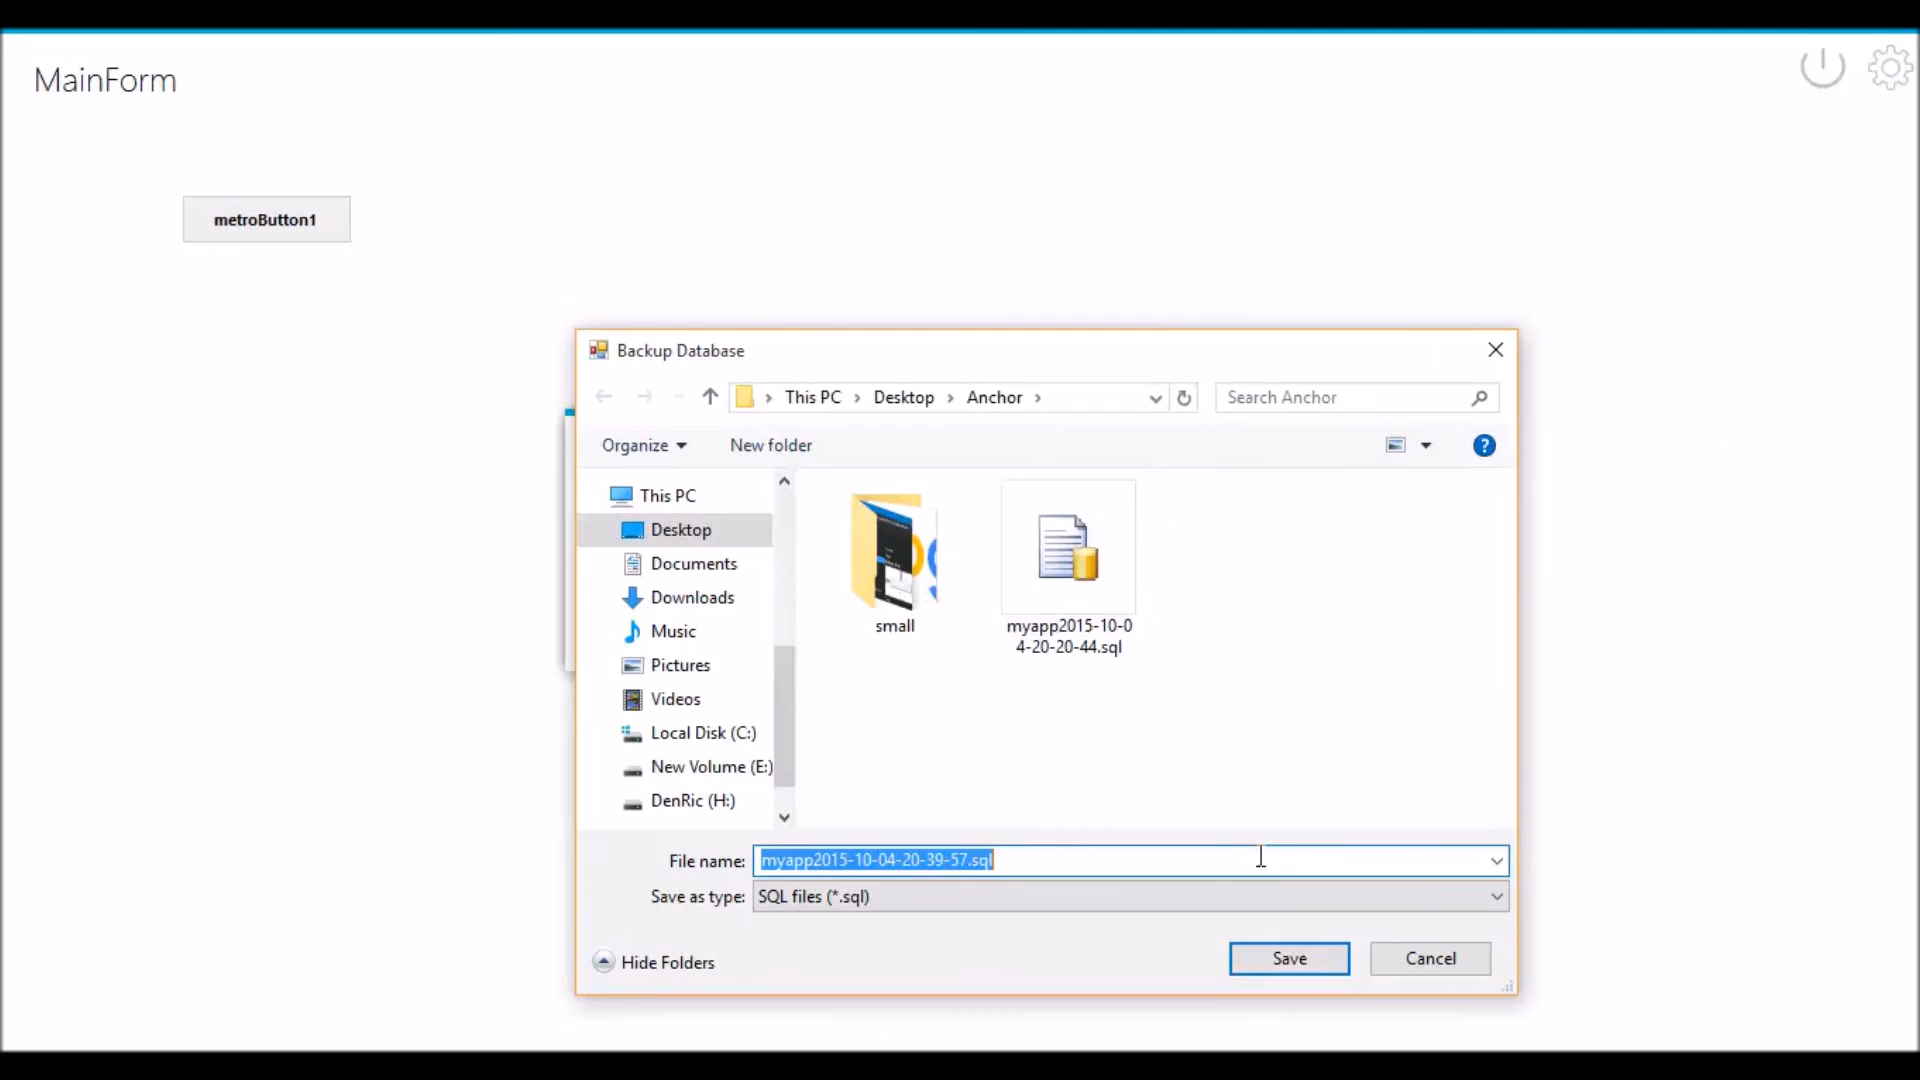 MainForm
metroButton1
Backup Database
This PC
Desktop
Anchor
Search Anchor
Organize
New folder
?
This PC
Desktop
Documents
Downloads
Music
Pictures
Videos
Local Disk (C:)
New Volume (E:)
DenRic (H:)
small
myapp2015-10-0
4-20-20-44.sql
File name: myapp2015-10-04-20-39-57.sql
Save as type: SQL files (*.sql)
Hide Folders
Save
Cancel